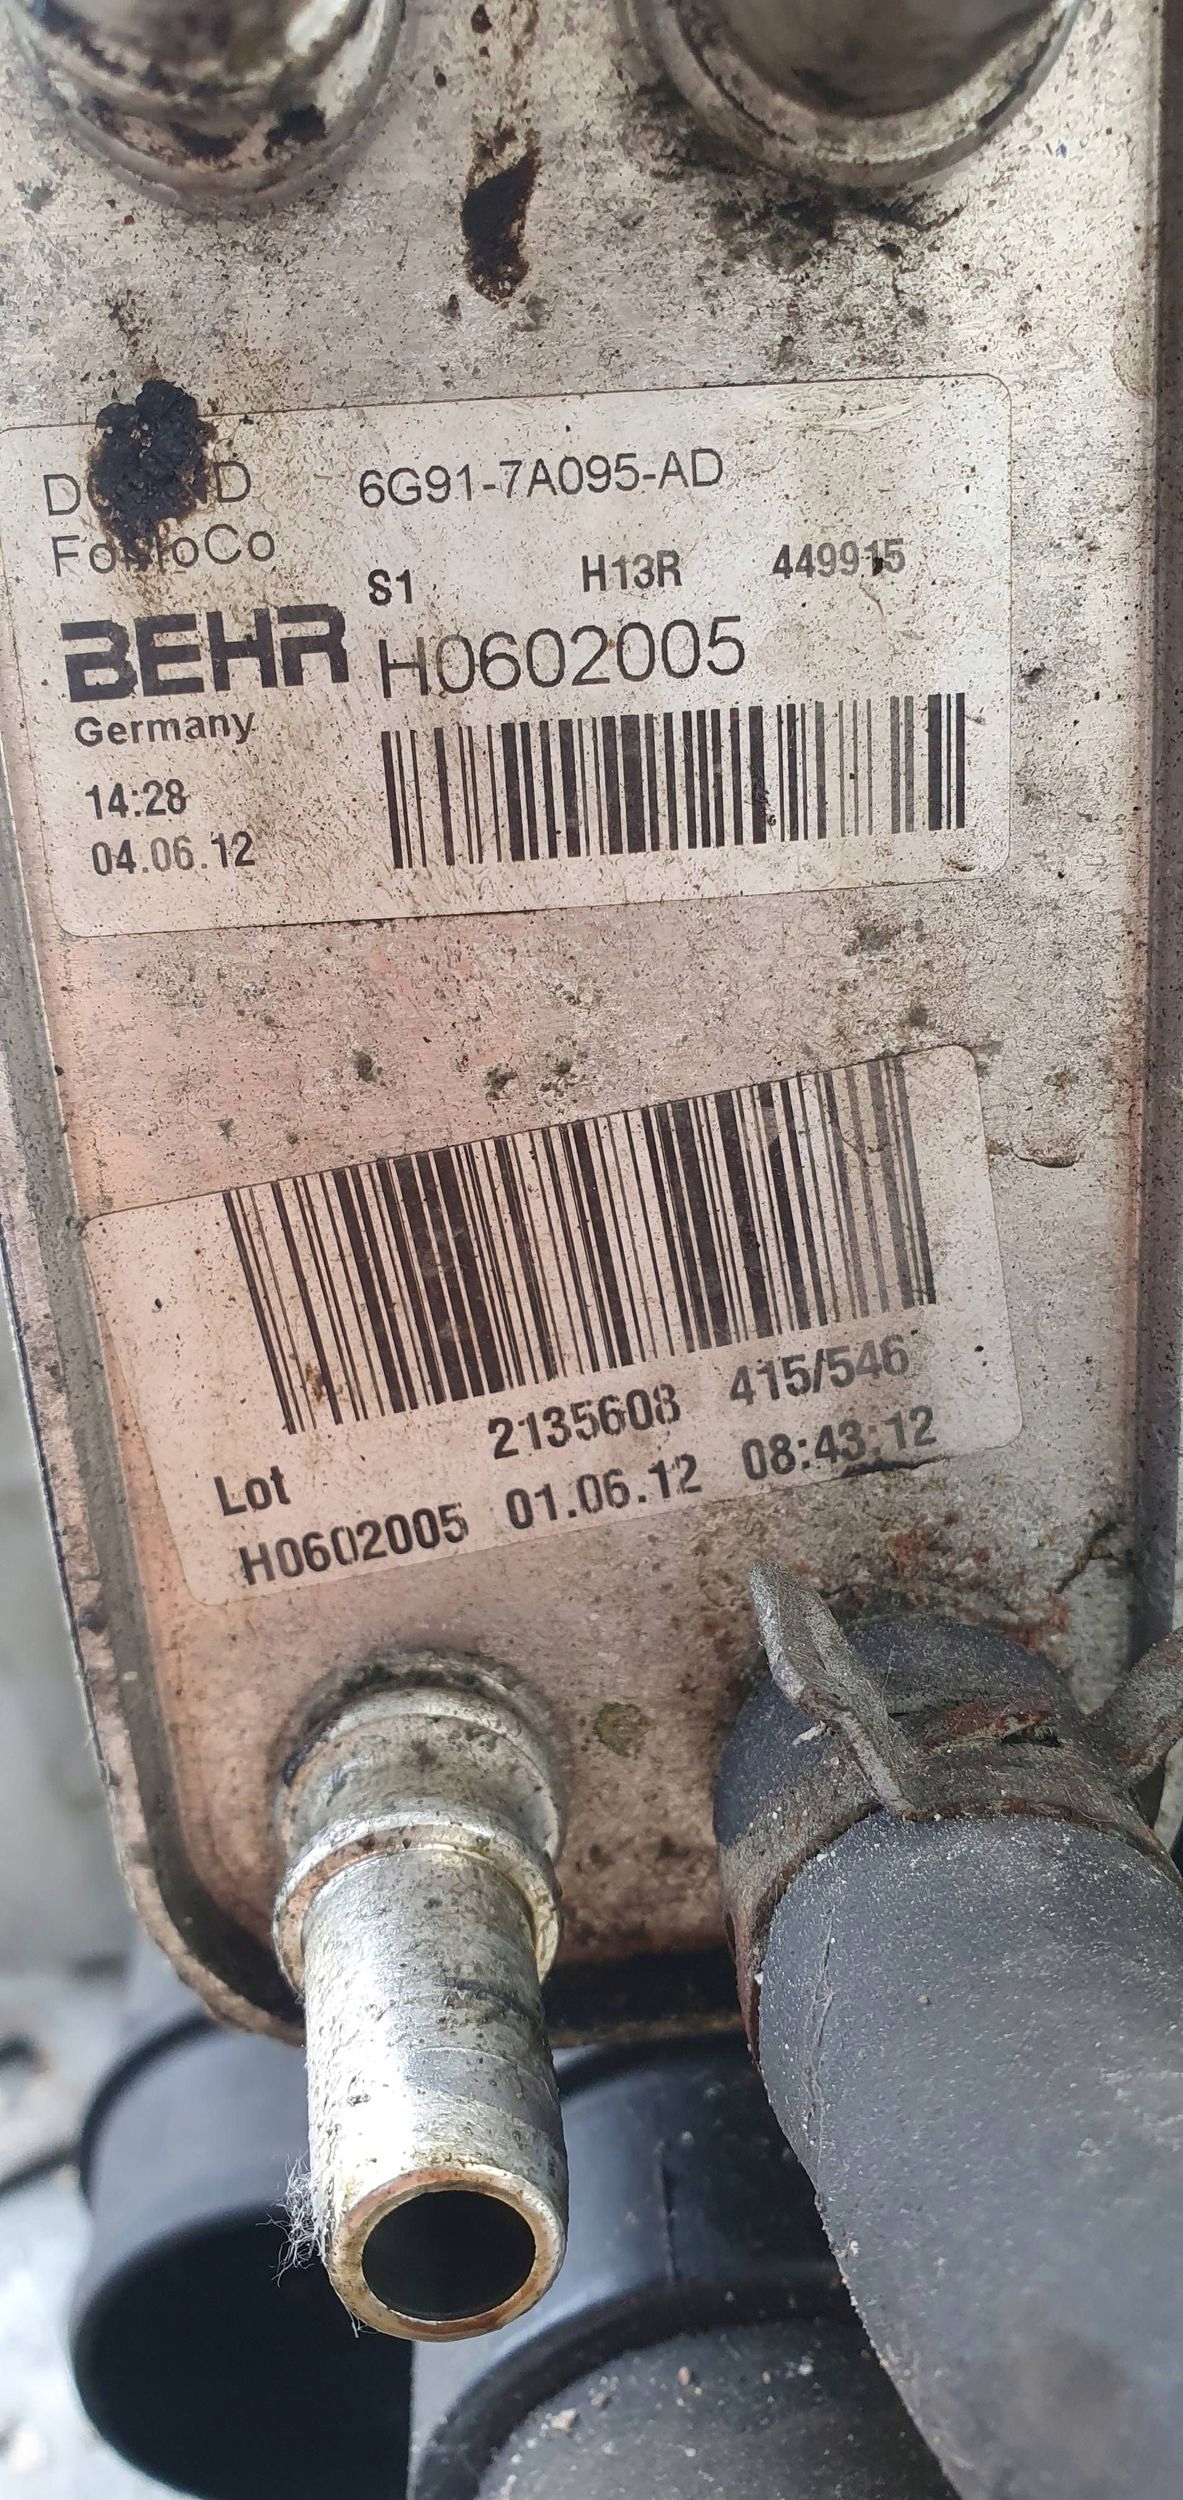 6G91-7A095-AD
FoMoCo
S1 H13R 449915
BEHR H0602005
Germany
14:28
04.06.12
2135608 415/546
Lot
H0602005 01.06.12 08:43:12